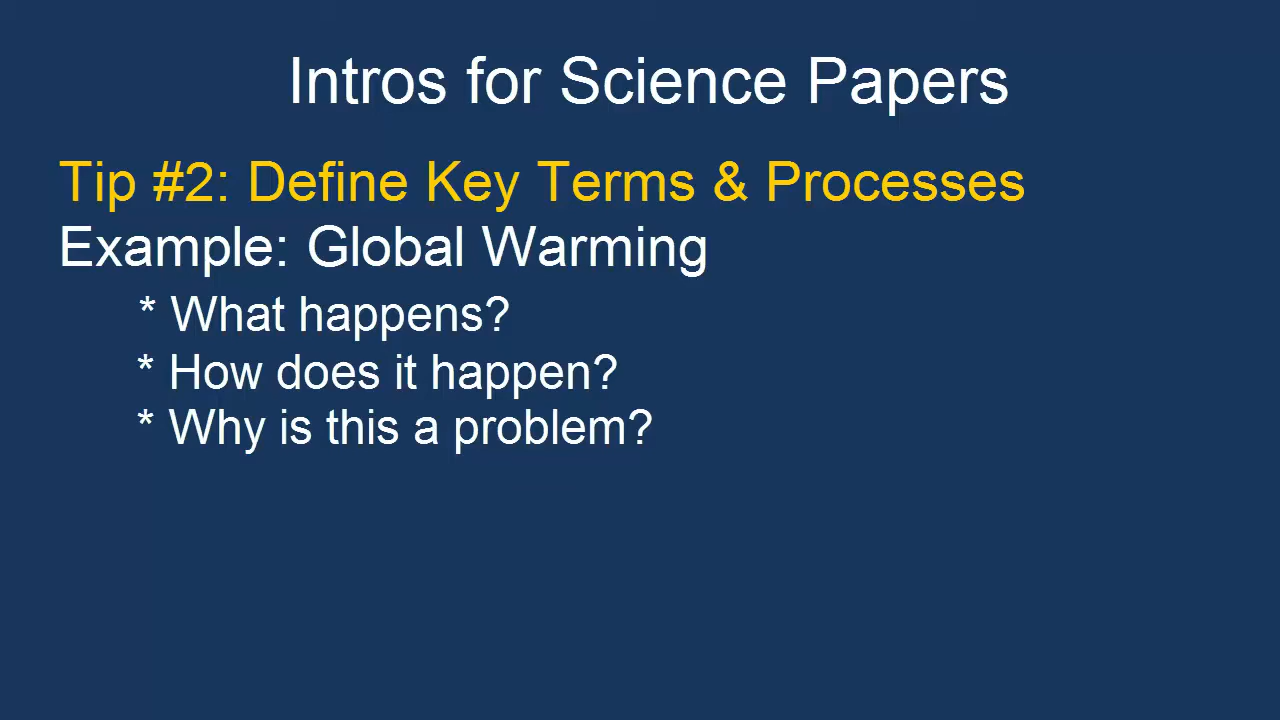 Intros for Science Papers
Tip #2: Define Key Terms & Processes
Example: Global Warming
* What happens?
* How does it happen?
* Why is this a problem?